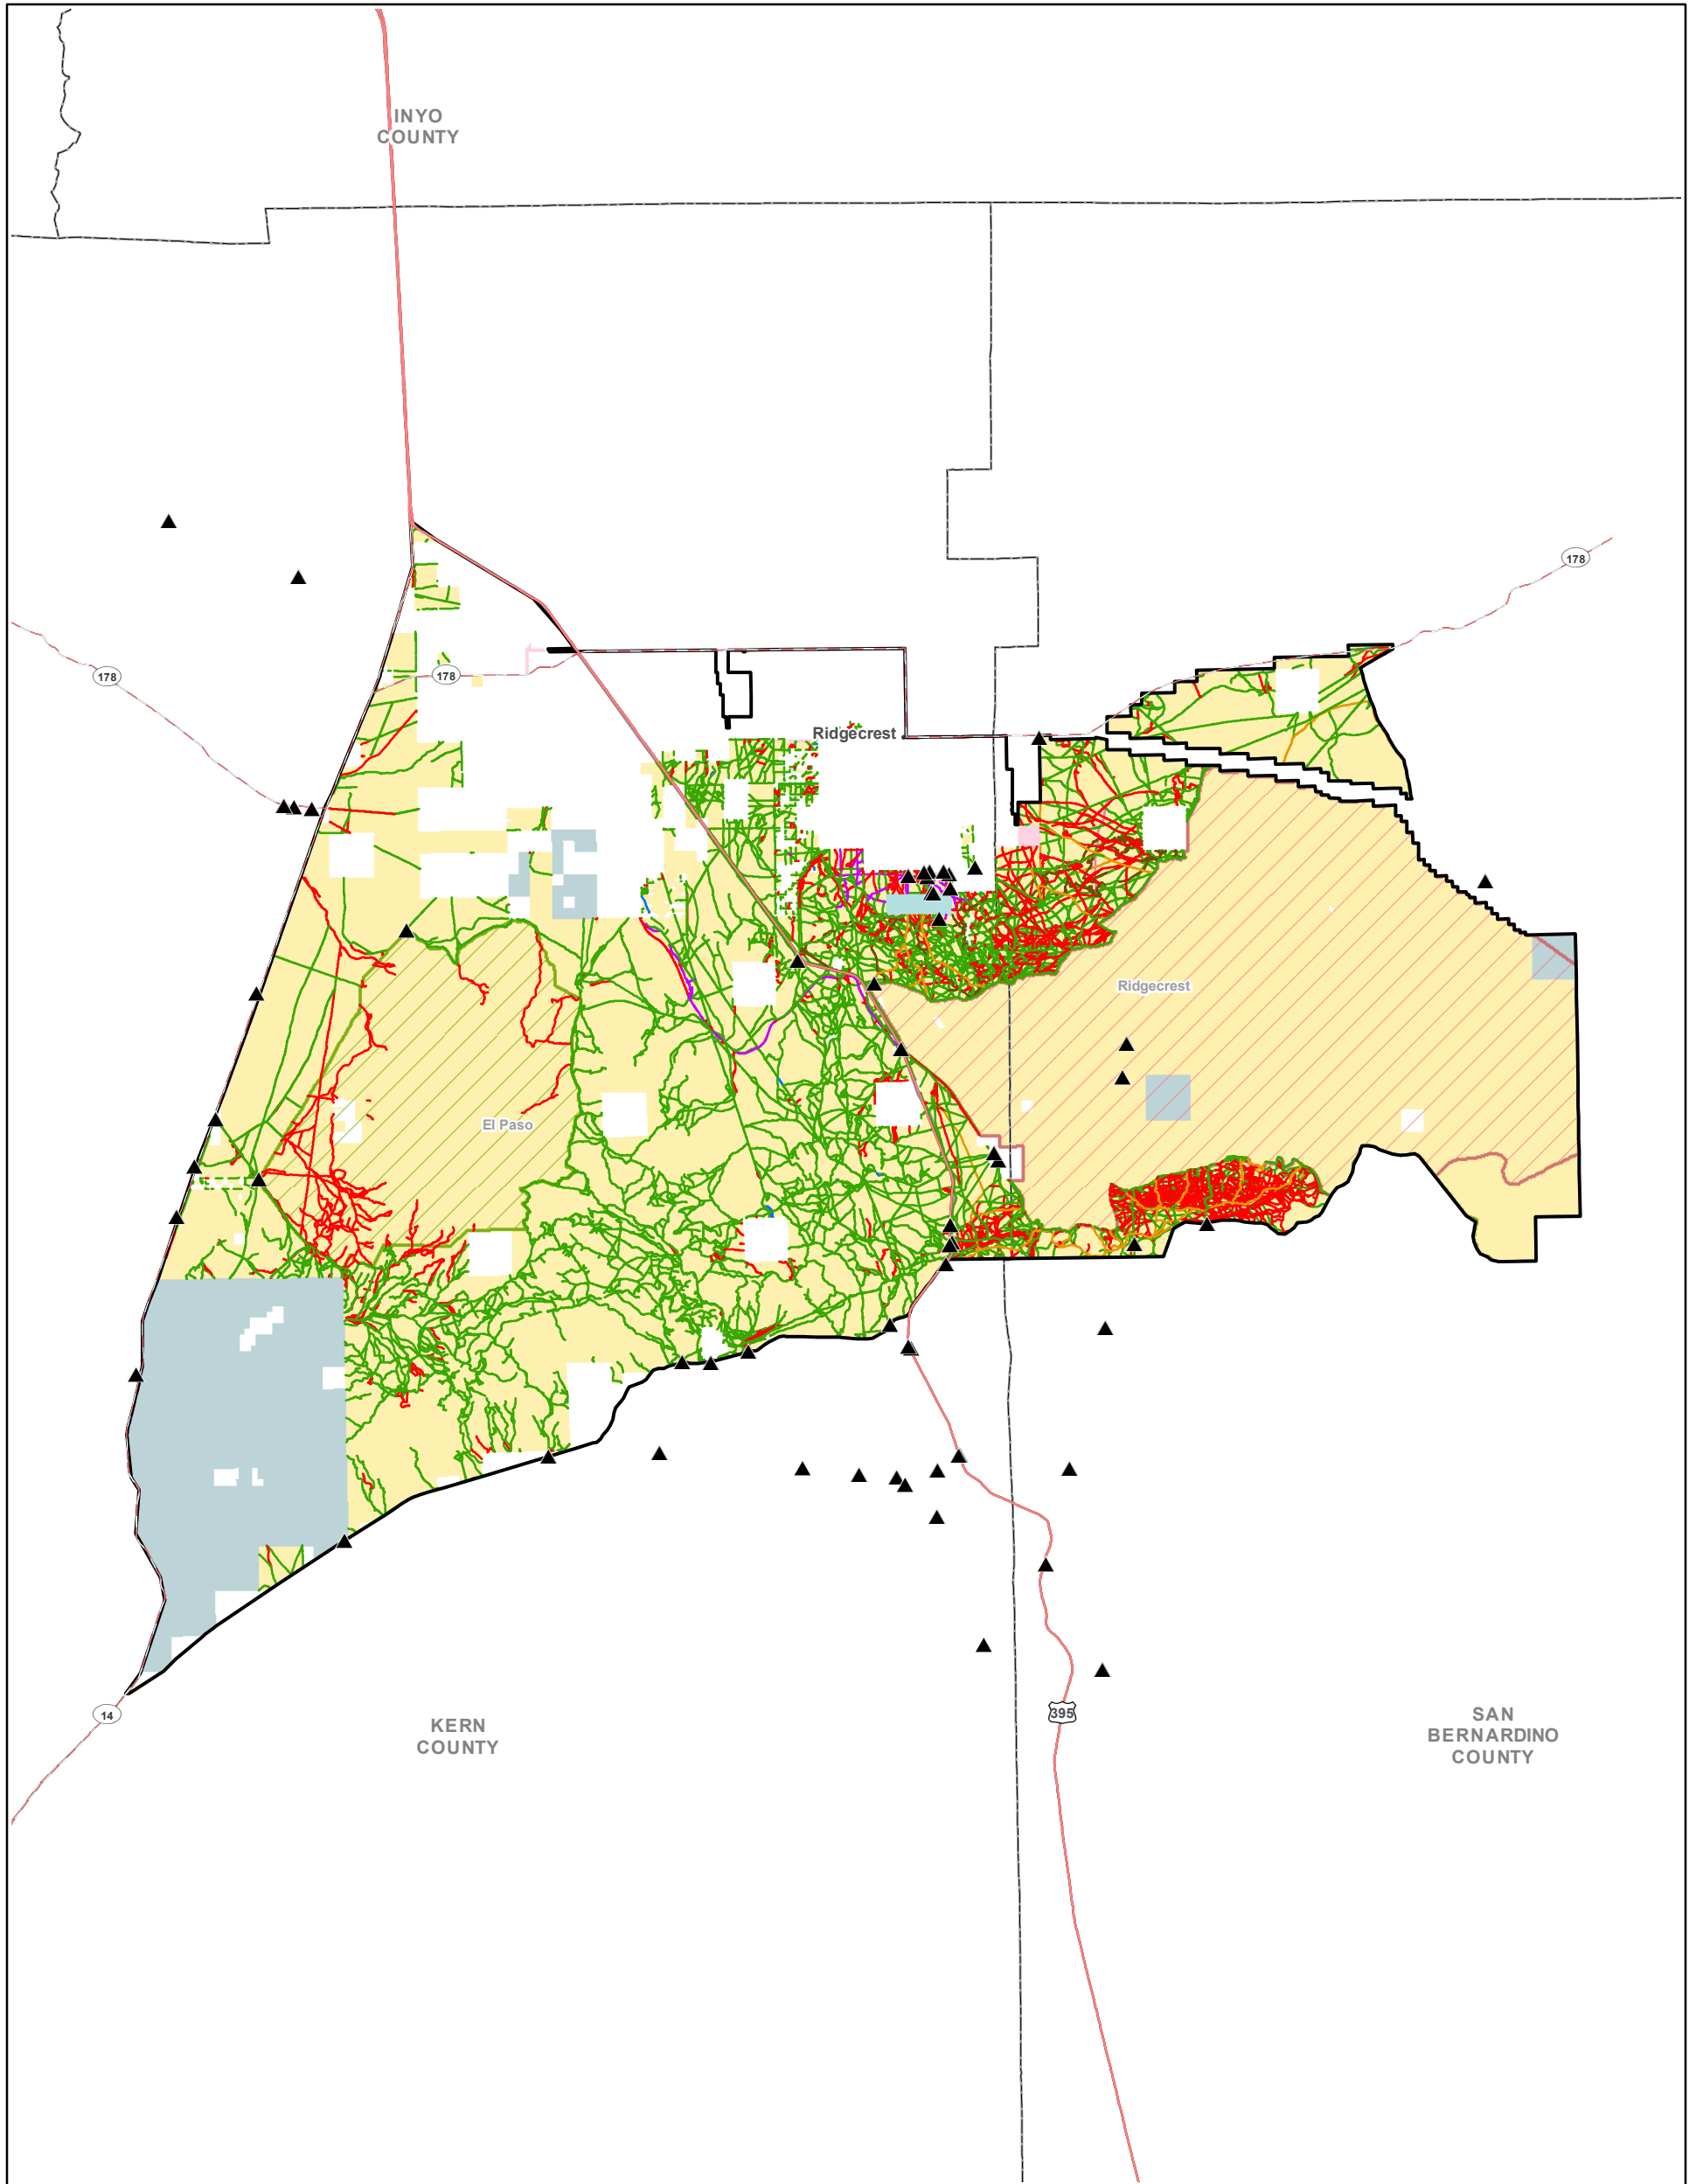 INYO
COUNTY
178
178
178
Ridgecrest
Ridgecrest
El Paso
14
KERN
COUNTY
395
SAN
BERNARDINO
COUNTY